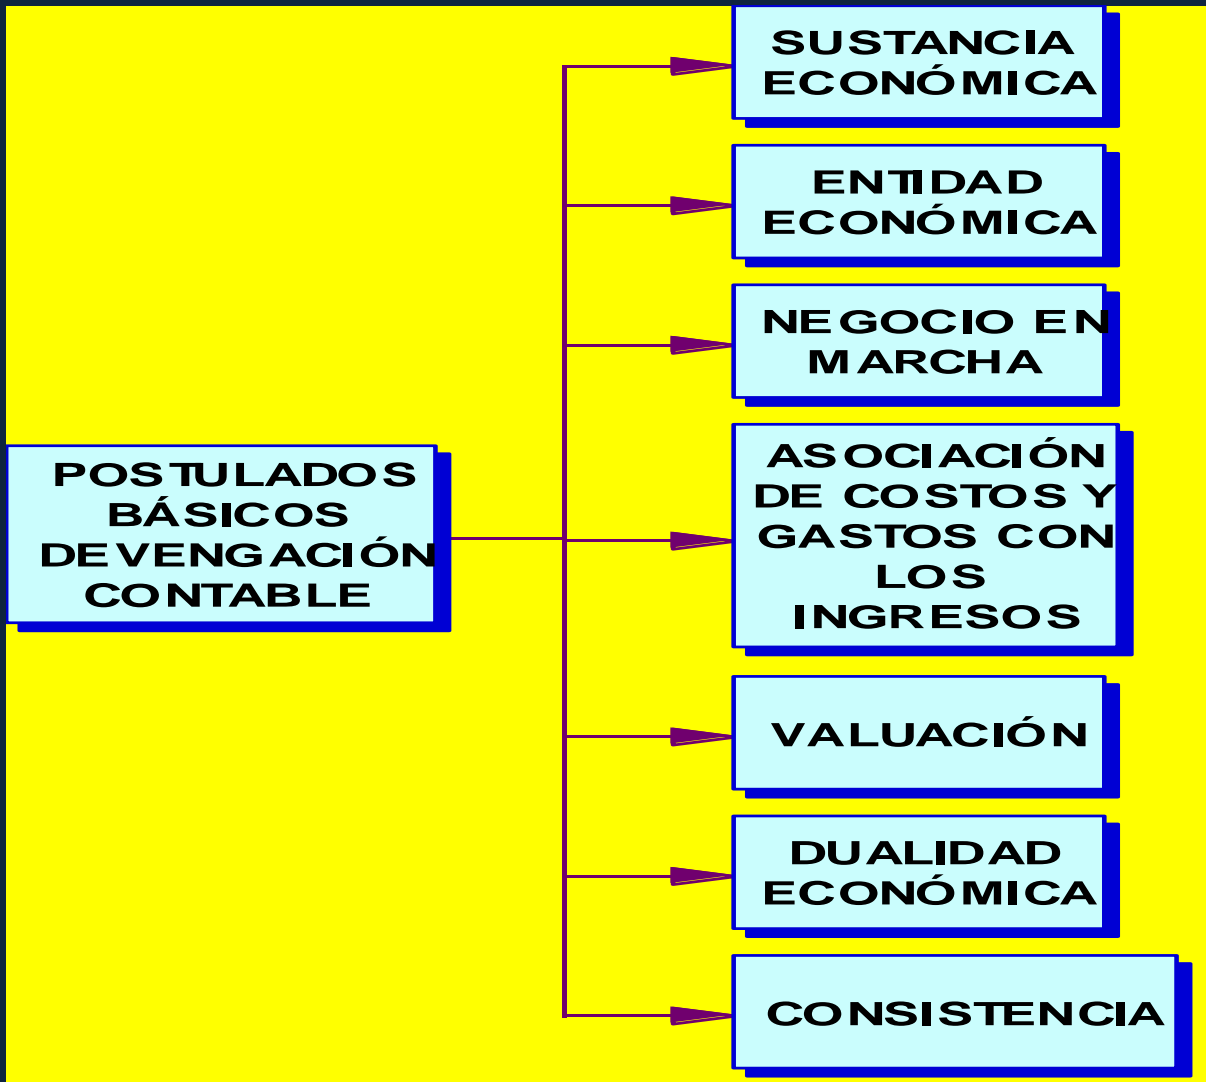 POSTULADOS
BÁSICOS
DEVENGACIÓN
CONTABLE
SUSTANCIA
ECONÓMICA
ENTIDAD
ECONÓMICA
NEGOCIO EN
MARCHA
ASOCIACIÓN
DE COSTOS Y
GASTOS CON
LOS
INGRESOS
VALUACIÓN
DUALIDAD
ECONÓMICA
CONSISTENCIA